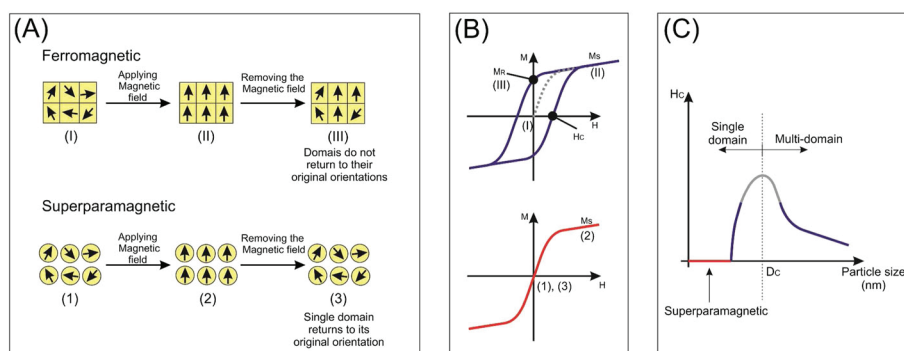 (A)
Ferromagnetic
Applying
Magnetic
field
Removing the
Magnetic field
(I)
(II)
(III)
Domais do not
return to their
original orientations
Superparamagnetic
Applying
Magnetic
field
Removing the
Magnetic field
(1)
(2)
(3)
Single domain
returns to its
original orientation
(B)
M
Ms
(II)
MR
(III)
(I)
H
Hc
M
Ms
(2)
(1), (3)
H
(C)
Hc
Single
domain
Multi-domain
Dc
Particle size
(nm)
Superparamagnetic